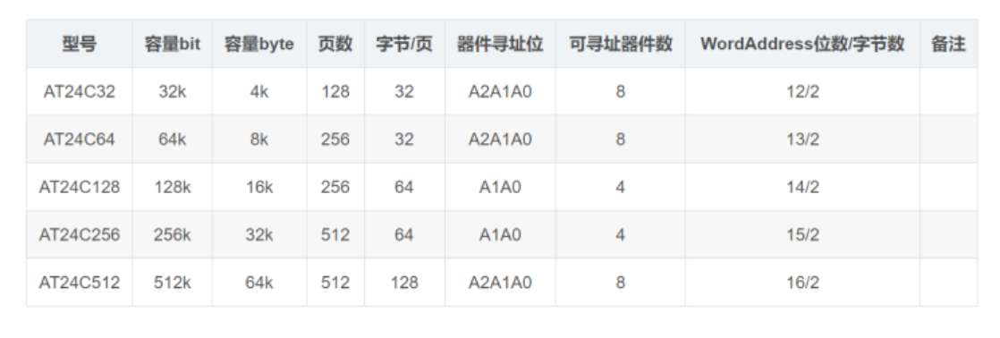 型号 容量bit 容量byte 页数 字节/页 器件寻址位 可寻址器件数 WordAddress位数/字节数 备注
AT24C32 32k 4k 128 32 A2A1A0 8 12/2
AT24C64 64k 8k 256 32 A2A1A0 8 13/2
AT24C128 128k 16k 256 64 A1A0 4 14/2
AT24C256 256k 32k 512 64 A1A0 4 15/2
AT24C512 512k 64k 512 128 A2A1A0 8 16/2